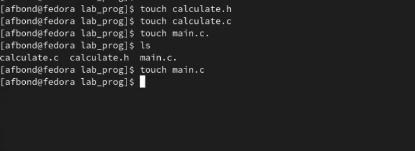 [afbond@fedora lab_prog]$ touch calculate.h
[afbond@fedora lab_prog]$ touch calculate.c
[afbond@fedora lab_prog]$ touch main.c.
[afbond@fedora lab_prog]$ ls
calculate.c  calculate.h  main.c.
[afbond@fedora lab_prog]$ touch main.c
[afbond@fedora lab_prog]$